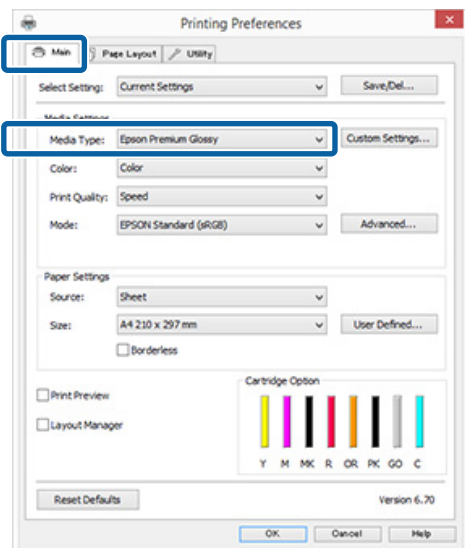 Printing Preferences
Main Page Layout Utility
Select Setting: Current Settings Save/Del...
Media Settings
Media Type: Epson Premium Glossy Custom Settings...
Color: Color
Print Quality: Speed
Mode: EPSON Standard (sRGB) Advanced...
Paper Settings
Source: Sheet
Size: A4 210 x 297 mm User Defined...
Borderless
Print Preview
Layout Manager
Cartridge Option
Y M MK R OR PK GO C
Reset Defaults Version 6.70
OK Cancel Help